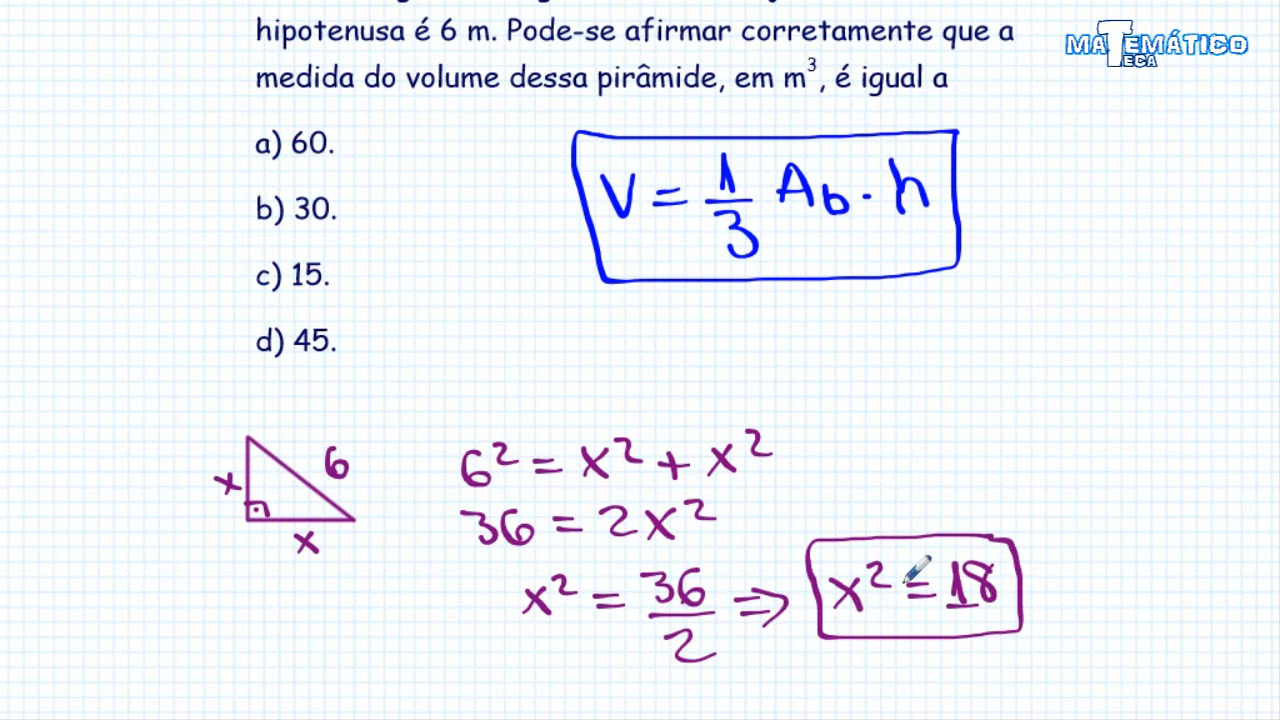 hipotenusa é 6 m. Pode-se afirmar corretamente que a
medida do volume dessa pirâmide, em m³, é igual a
MATEMÁTICO
TECA
a) 60.
b) 30.
c) 15.
d) 45.
V = 1/3 Ab · h
x 6
x
6² = x² + x²
36 = 2x²
x² = 36/2 => x² = 18